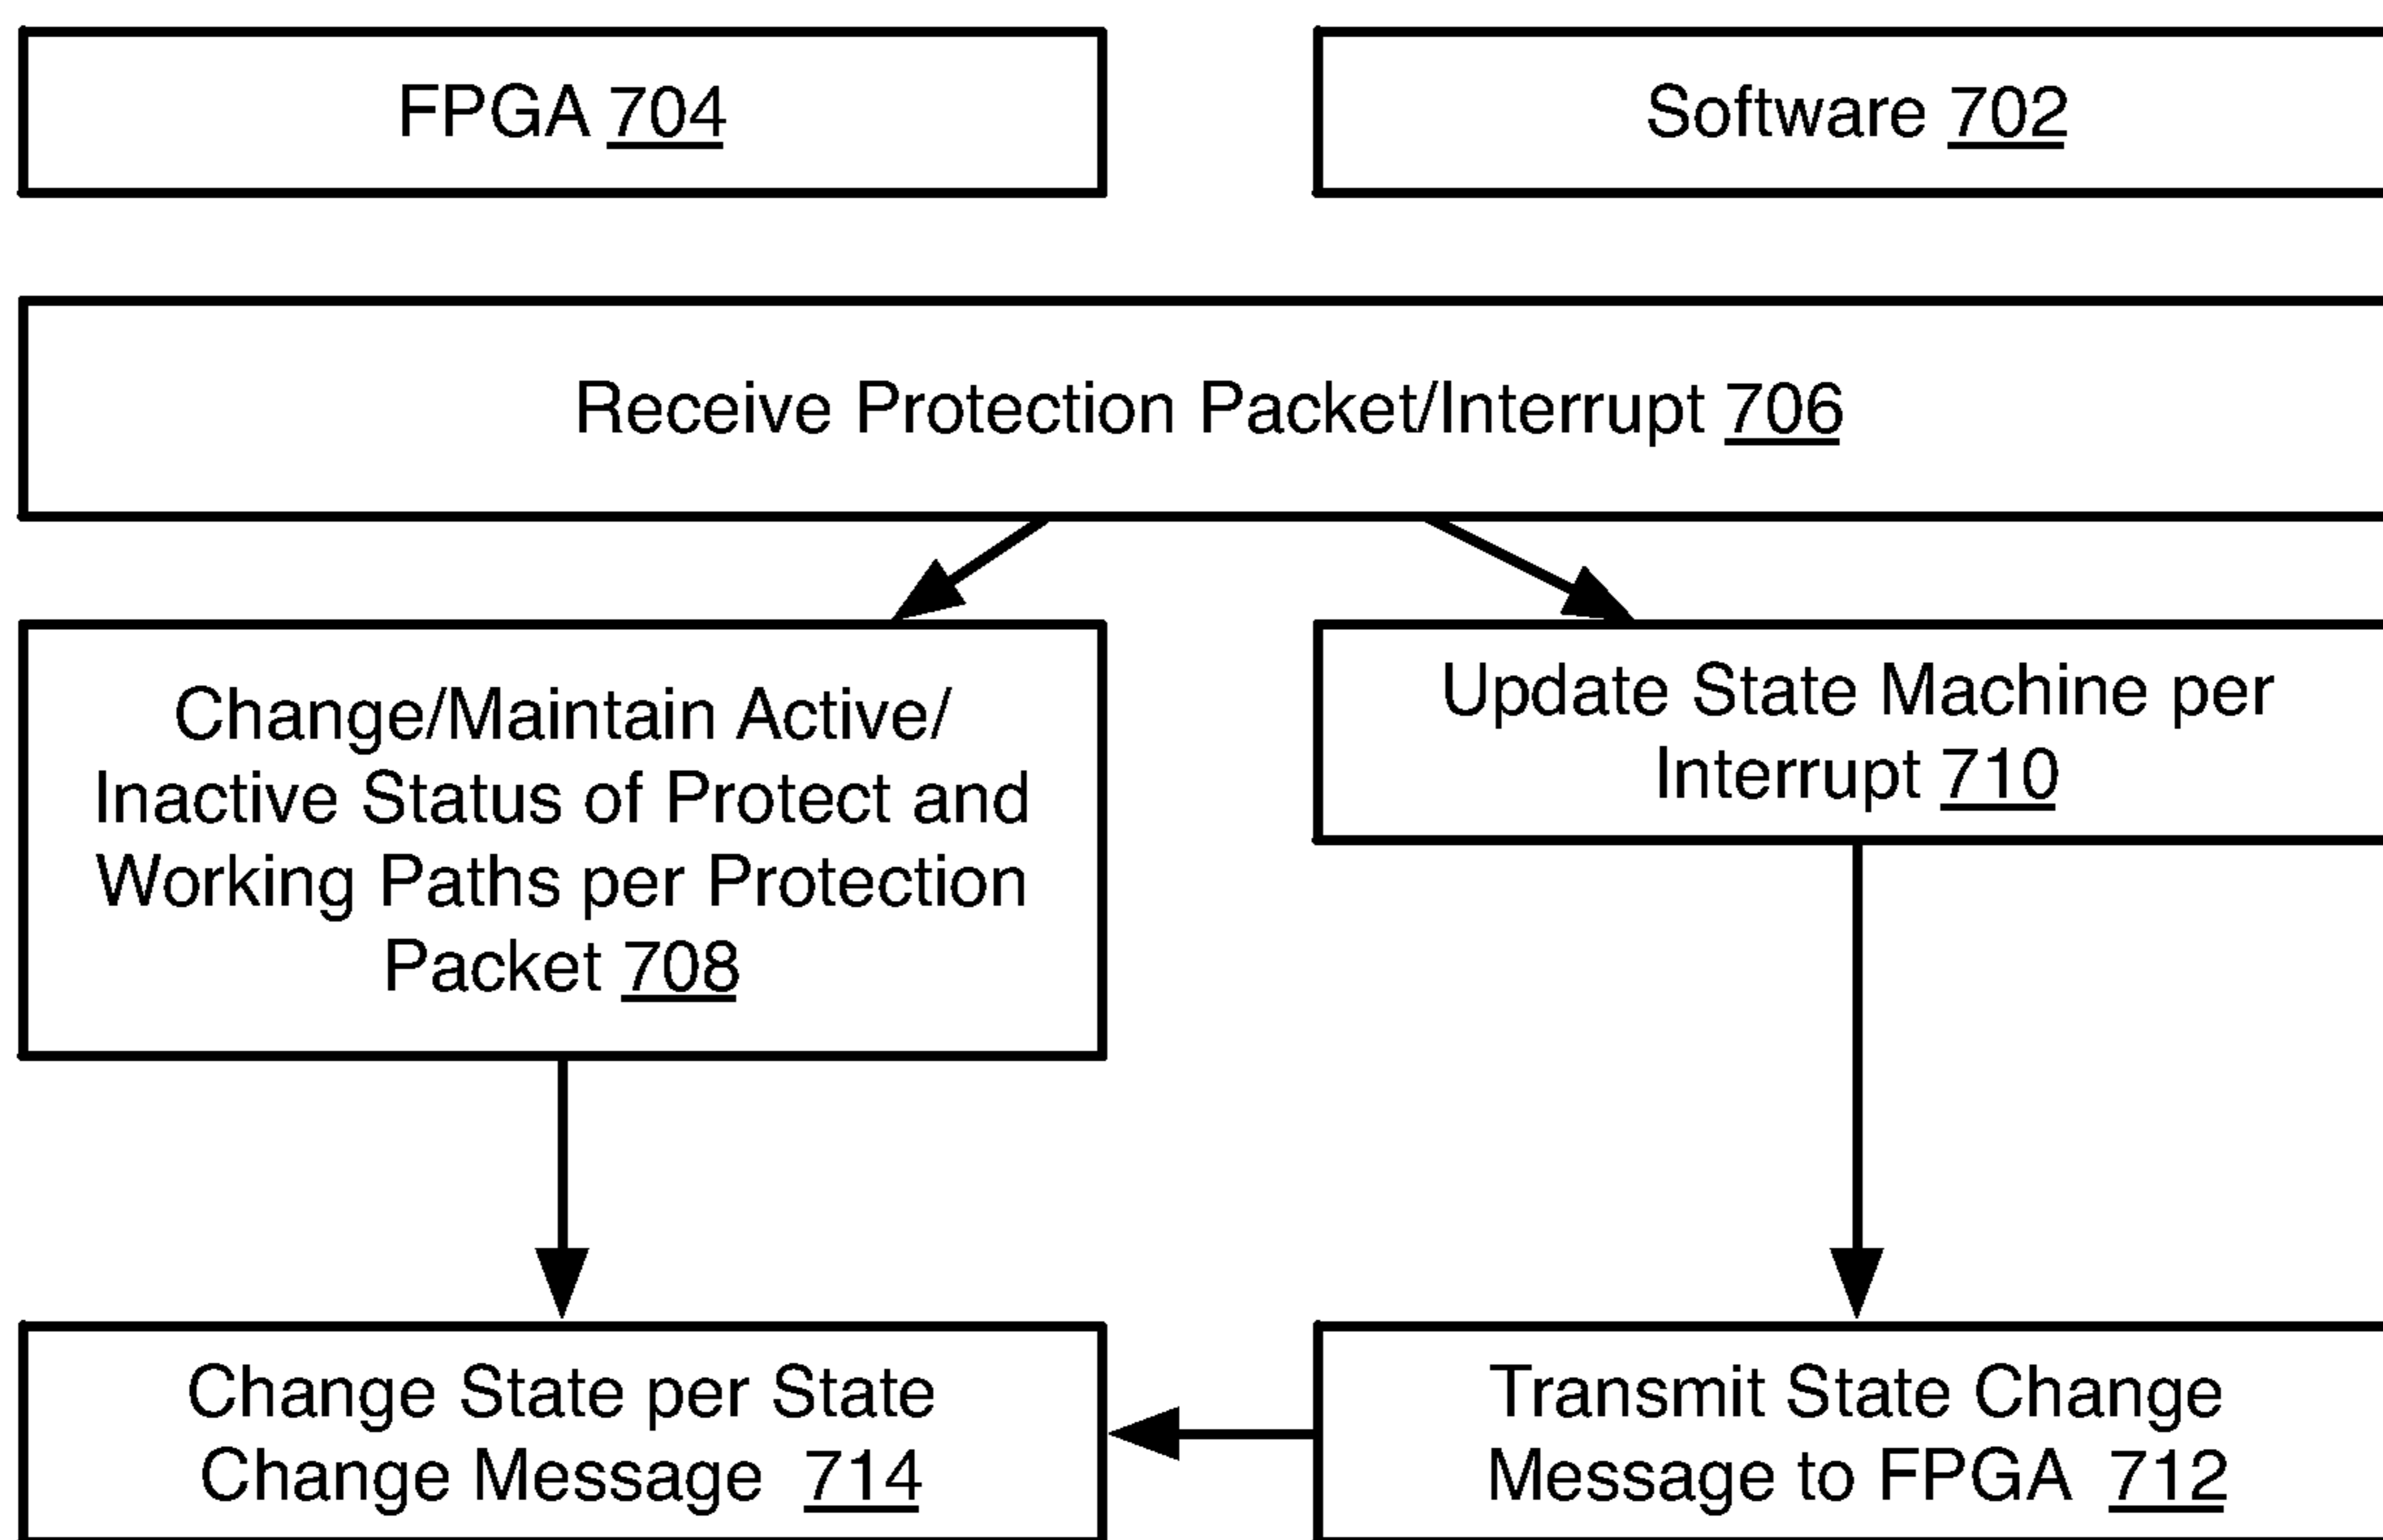 FPGA 704
Software 702
Receive Protection Packet/Interrupt 706
Change/Maintain Active/
Inactive Status of Protect and
Working Paths per Protection
Packet 708
Update State Machine per
Interrupt 710
Change State per State
Change Message 714
Transmit State Change
Message to FPGA 712